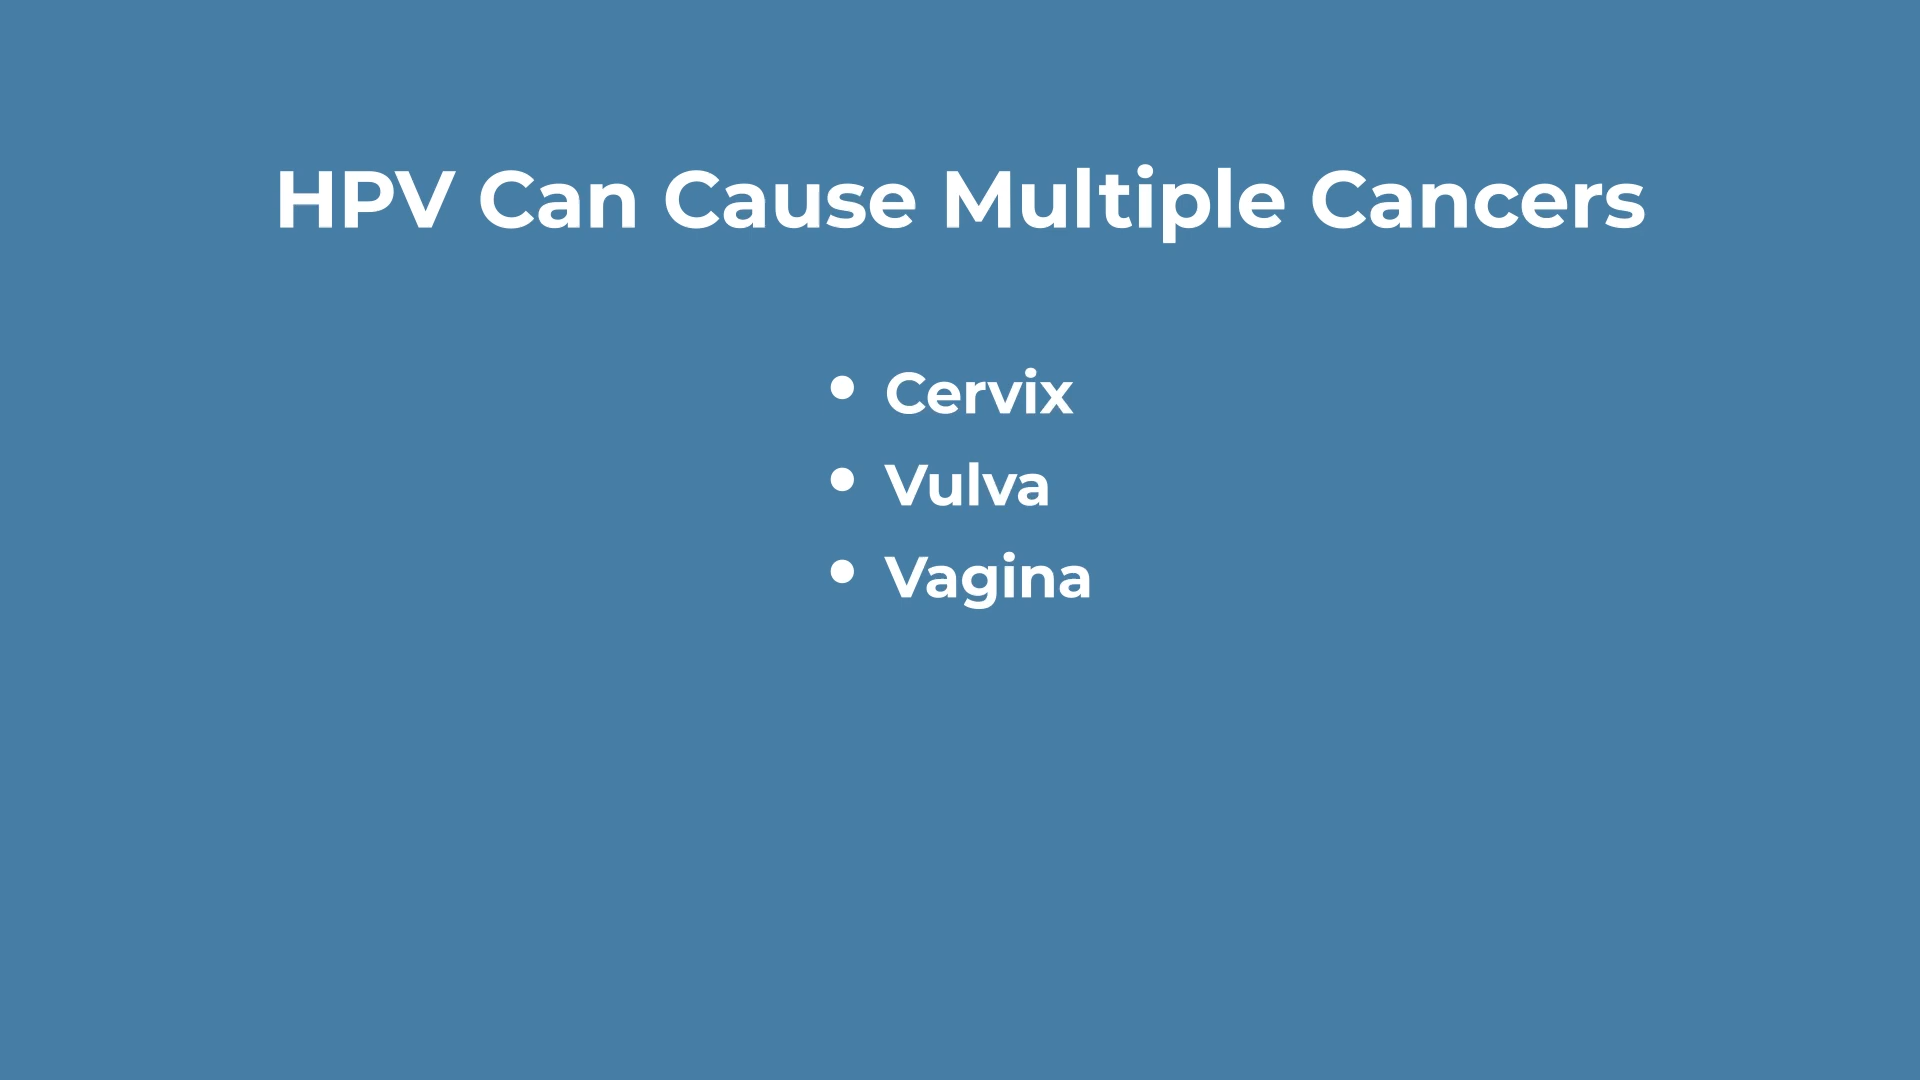 HPV Can Cause Multiple Cancers
• Cervix
• Vulva
• Vagina